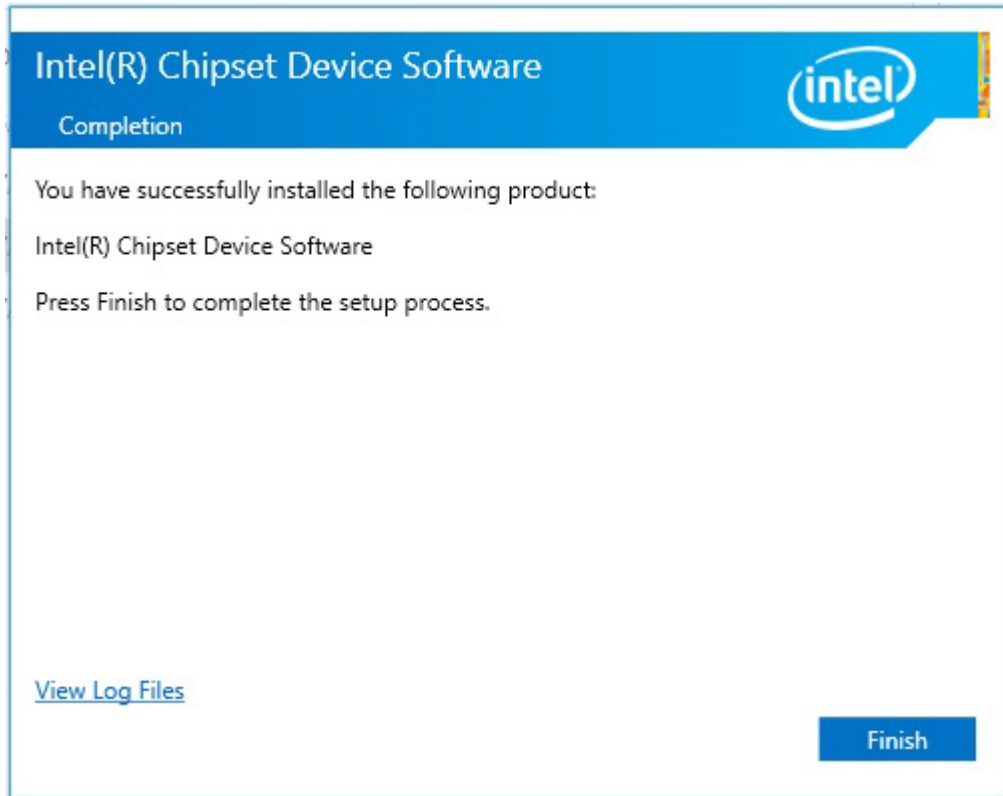 Intel(R) Chipset Device Software
intel
Completion
You have successfully installed the following product:
Intel(R) Chipset Device Software
Press Finish to complete the setup process.
View Log Files
Finish